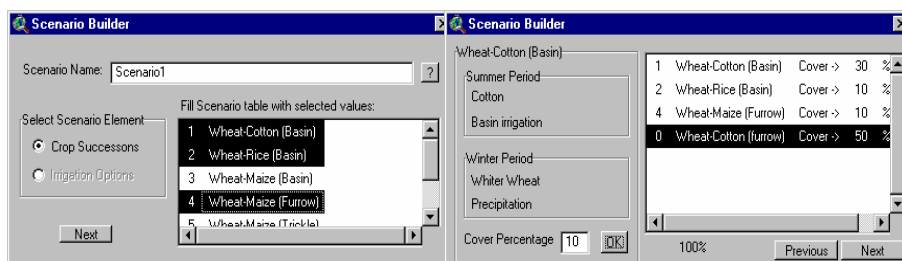 Scenario Builder
Scenario Name: Scenario1 ?
Fill Scenario table with selected values:
Select Scenario Element
Crop Successons
Irrigation Options
1 Wheat-Cotton (Basin)
2 Wheat-Rice (Basin)
3 Wheat-Maize (Basin)
4 Wheat-Maize (Furrow)
5 Wheat-Maize (Trickle)
Next
Scenario Builder
Wheat-Cotton (Basin)
Summer Period
Cotton
Basin irrigation
Winter Period
Whiter Wheat
Precipitation
Cover Percentage 10 OK
1 Wheat-Cotton (Basin) Cover -> 30 %
2 Wheat-Rice (Basin) Cover -> 10 %
4 Wheat-Maize (Furrow) Cover -> 10 %
0 Wheat-Cotton (furrow) Cover -> 50 %
100% Previous Next